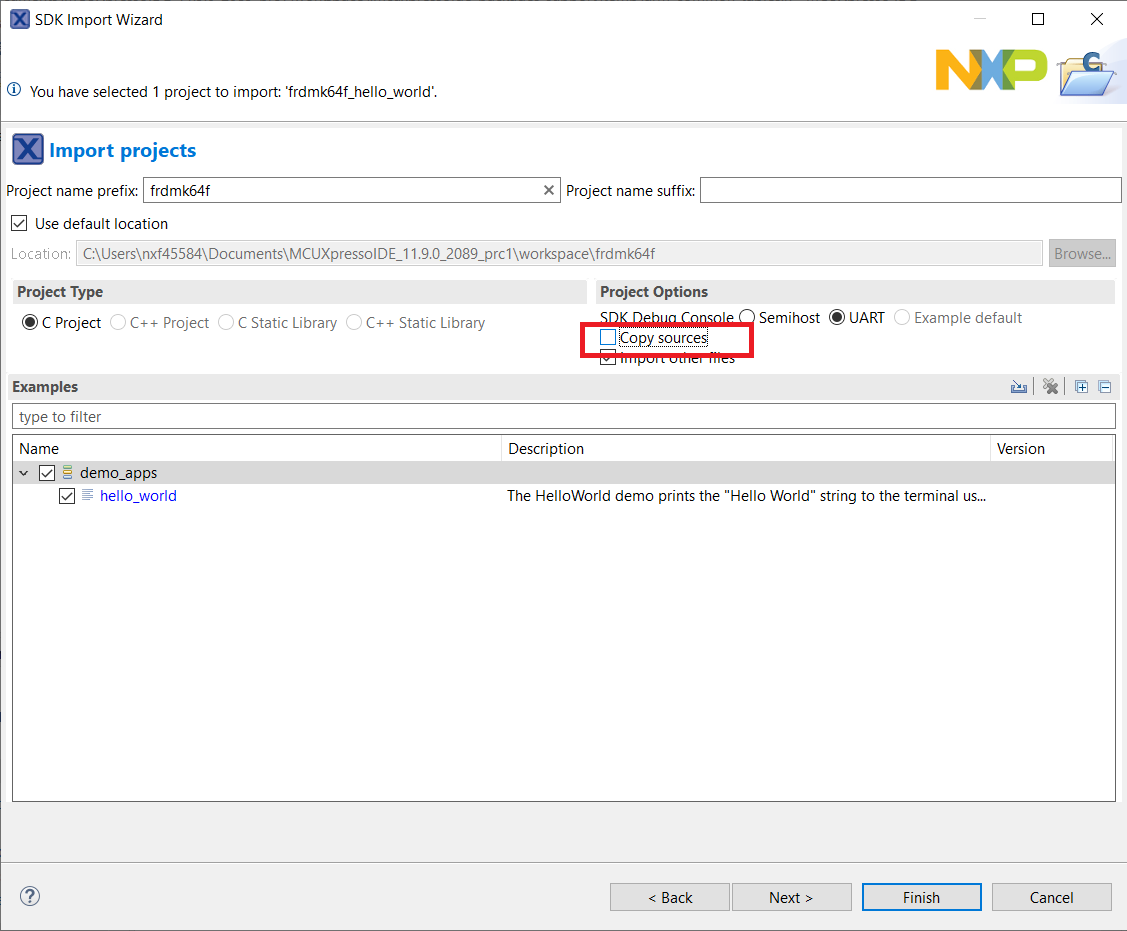 SDK Import Wizard
NXP
You have selected 1 project to import: 'frdmk64f_hello_world'.
Import projects
Project name prefix: frdmk64f Project name suffix:
Use default location
Location: C:\Users\nxf45584\Documents\MCUXpressoIDE_11.9.0_2089_prc1\workspace\frdmk64f Browse...
Project Type Project Options
C Project C++ Project C Static Library C++ Static Library SDK Debug Console Semihost UART Example default
Copy sources
Import other files
Examples
type to filter
Name Description Version
demo_apps
hello_world The HelloWorld demo prints the "Hello World" string to the terminal us...
< Back Next > Finish Cancel